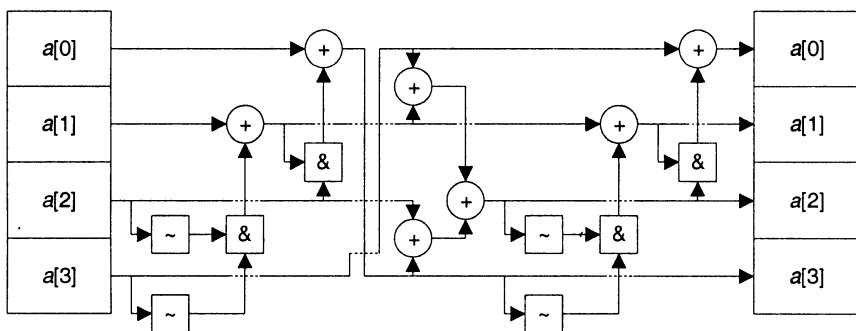 a[0] + + a[0]
+
a[1] + + a[1]
& &
a[2] + a[2]
~ & + ~ &
a[3] a[3]
~ ~